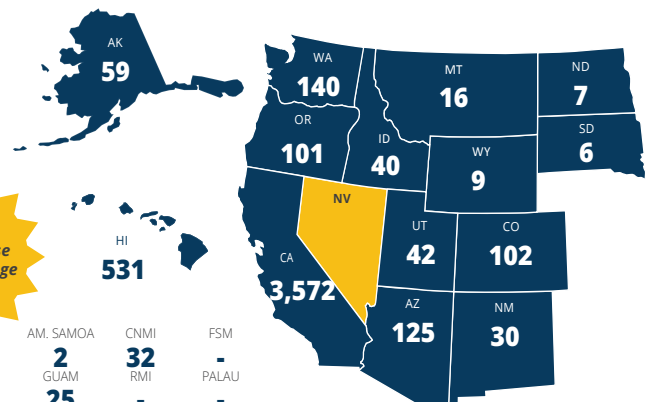 AK
59
WA
140
MT
16
ND
7
OR
101
ID
40
SD
6
WY
9
NV
HI
531
CA
3,572
UT
42
CO
102
AZ
125
NM
30
AM. SAMOA CNMI FSM
2 32 -
GUAM RMI PALAU
25 - -